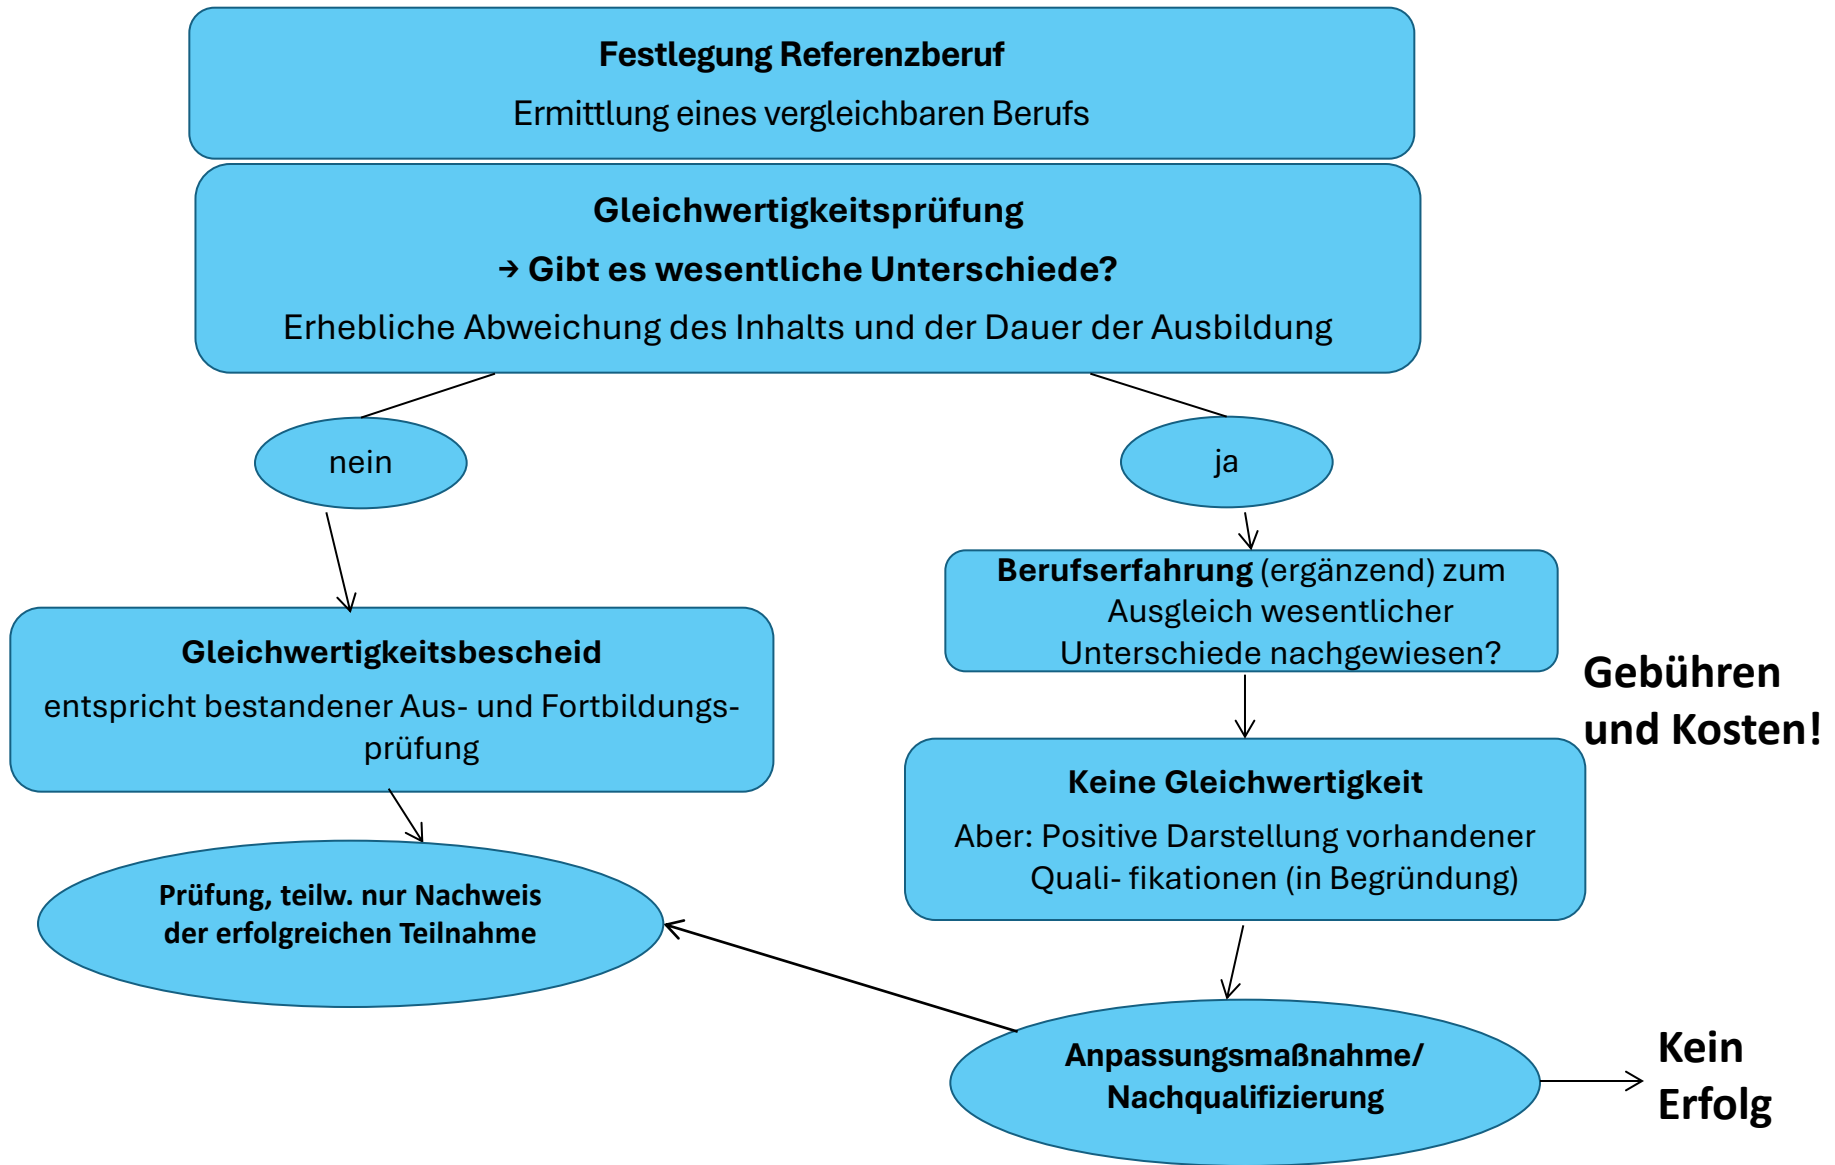 Festlegung Referenzberuf
Ermittlung eines vergleichbaren Berufs
Gleichwertigkeitsprüfung
→ Gibt es wesentliche Unterschiede?
Erhebliche Abweichung des Inhalts und der Dauer der Ausbildung
nein
ja
Berufserfahrung (ergänzend) zum
Ausgleich wesentlicher
Unterschiede nachgewiesen?
Gleichwertigkeitsbescheid
entspricht bestandener Aus- und Fortbildungs-
prüfung
Gebühren
und Kosten!
Keine Gleichwertigkeit
Aber: Positive Darstellung vorhandener
Quali- fikationen (in Begründung)
Prüfung, teilw. nur Nachweis
der erfolgreichen Teilnahme
Anpassungsmaßnahme/
Nachqualifizierung
Kein
Erfolg